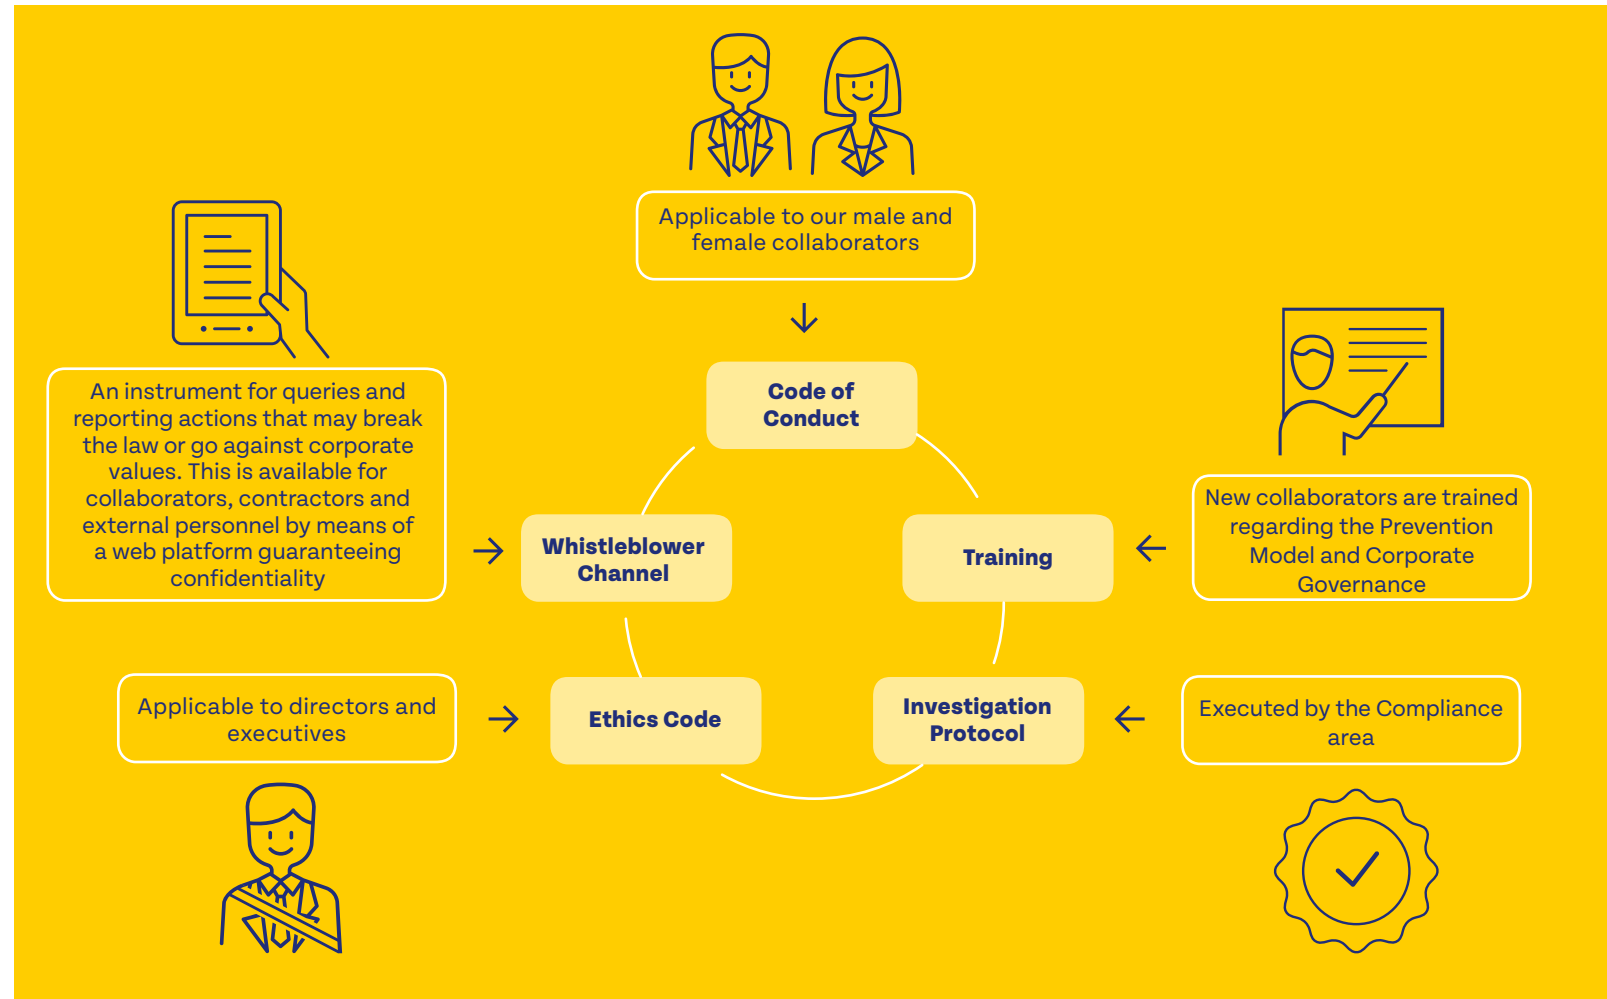 Applicable to our male and
female collaborators
Code of
Conduct
An instrument for queries and
reporting actions that may break
the law or go against corporate
values. This is available for
collaborators, contractors and
external personnel by means of
a web platform guaranteeing
confidentiality
Whistleblower
Channel
Training
New collaborators are trained
regarding the Prevention
Model and Corporate
Governance
Applicable to directors and
executives
Ethics Code
Investigation
Protocol
Executed by the Compliance
area